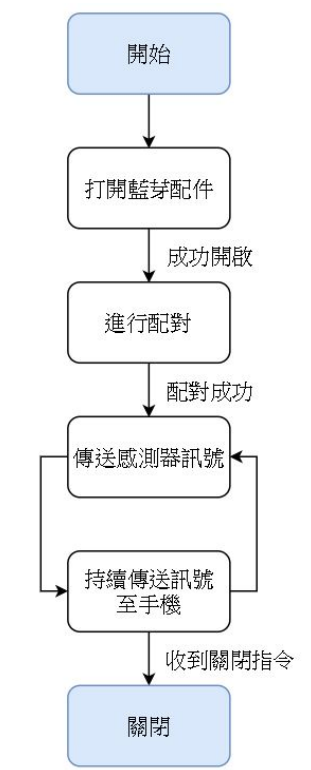 開始
打開藍芽配件
成功開啟
進行配對
配對成功
傳送感測器訊號
持續傳送訊號
至手機
收到關閉指令
關閉